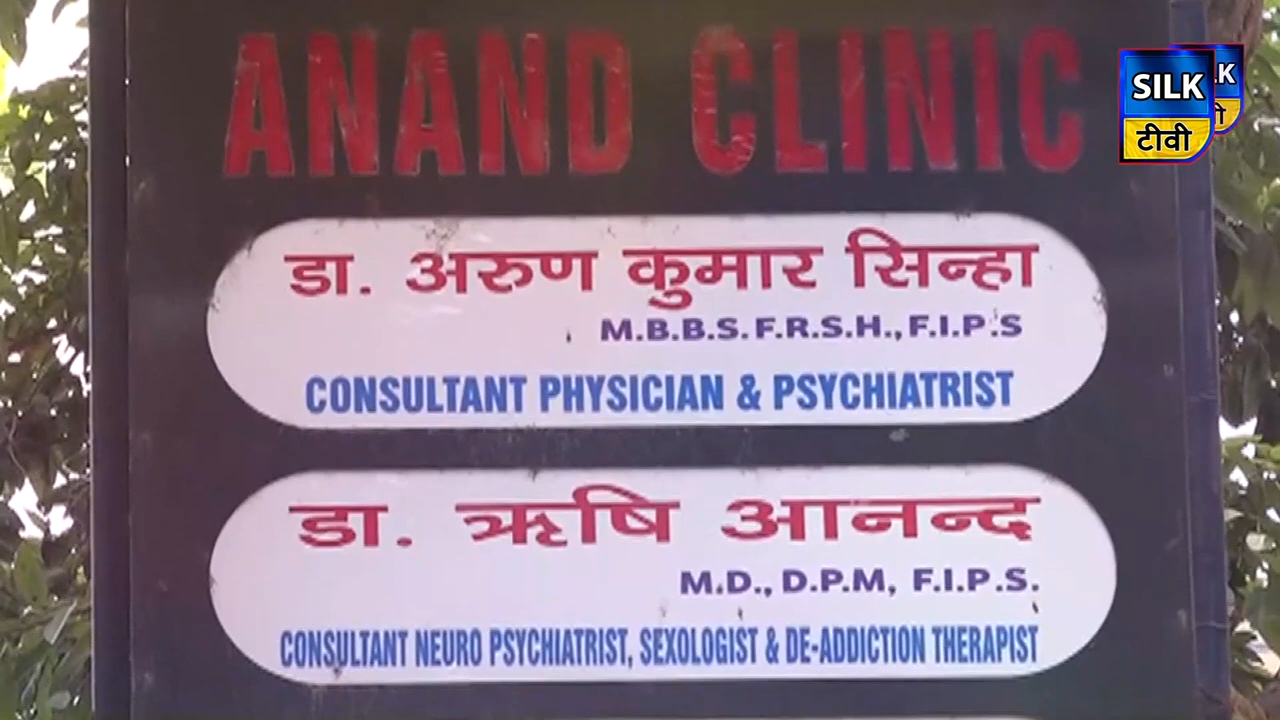 ANAND CLINIC
SILK
टीवी
डा. अरुण कुमार सिन्हा
M.B.B.S.F.R.S.H., F.I.P.S
CONSULTANT PHYSICIAN & PSYCHIATRIST
डा. ऋषि आनन्द
M.D., D.P.M, F.I.P.S.
CONSULTANT NEURO PSYCHIATRIST, SEXOLOGIST & DE-ADDICTION THERAPIST